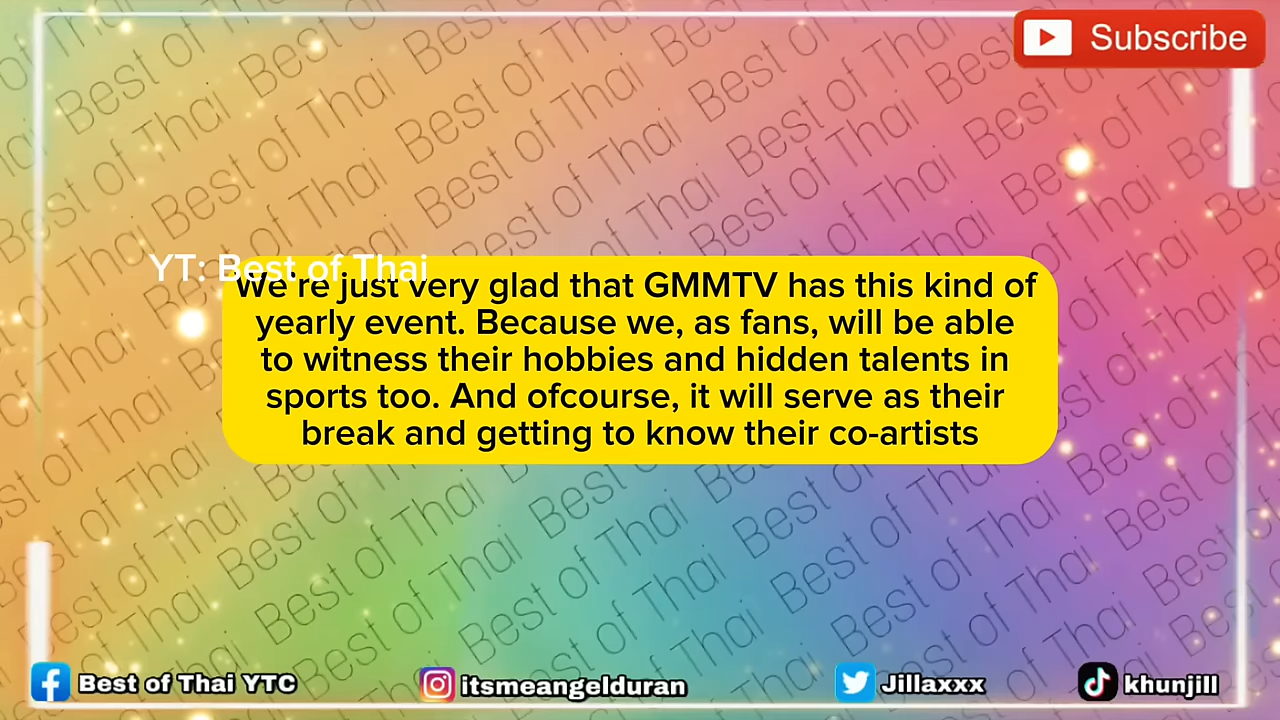 Subscribe
YT: Best of Thai
We're just very glad that GMMTV has this kind of
yearly event. Because we, as fans, will be able
to witness their hobbies and hidden talents in
sports too. And ofcourse, it will serve as their
break and getting to know their co-artists
Best of Thai YTC
itsmeangelduran
Jillaxxx
khunjill